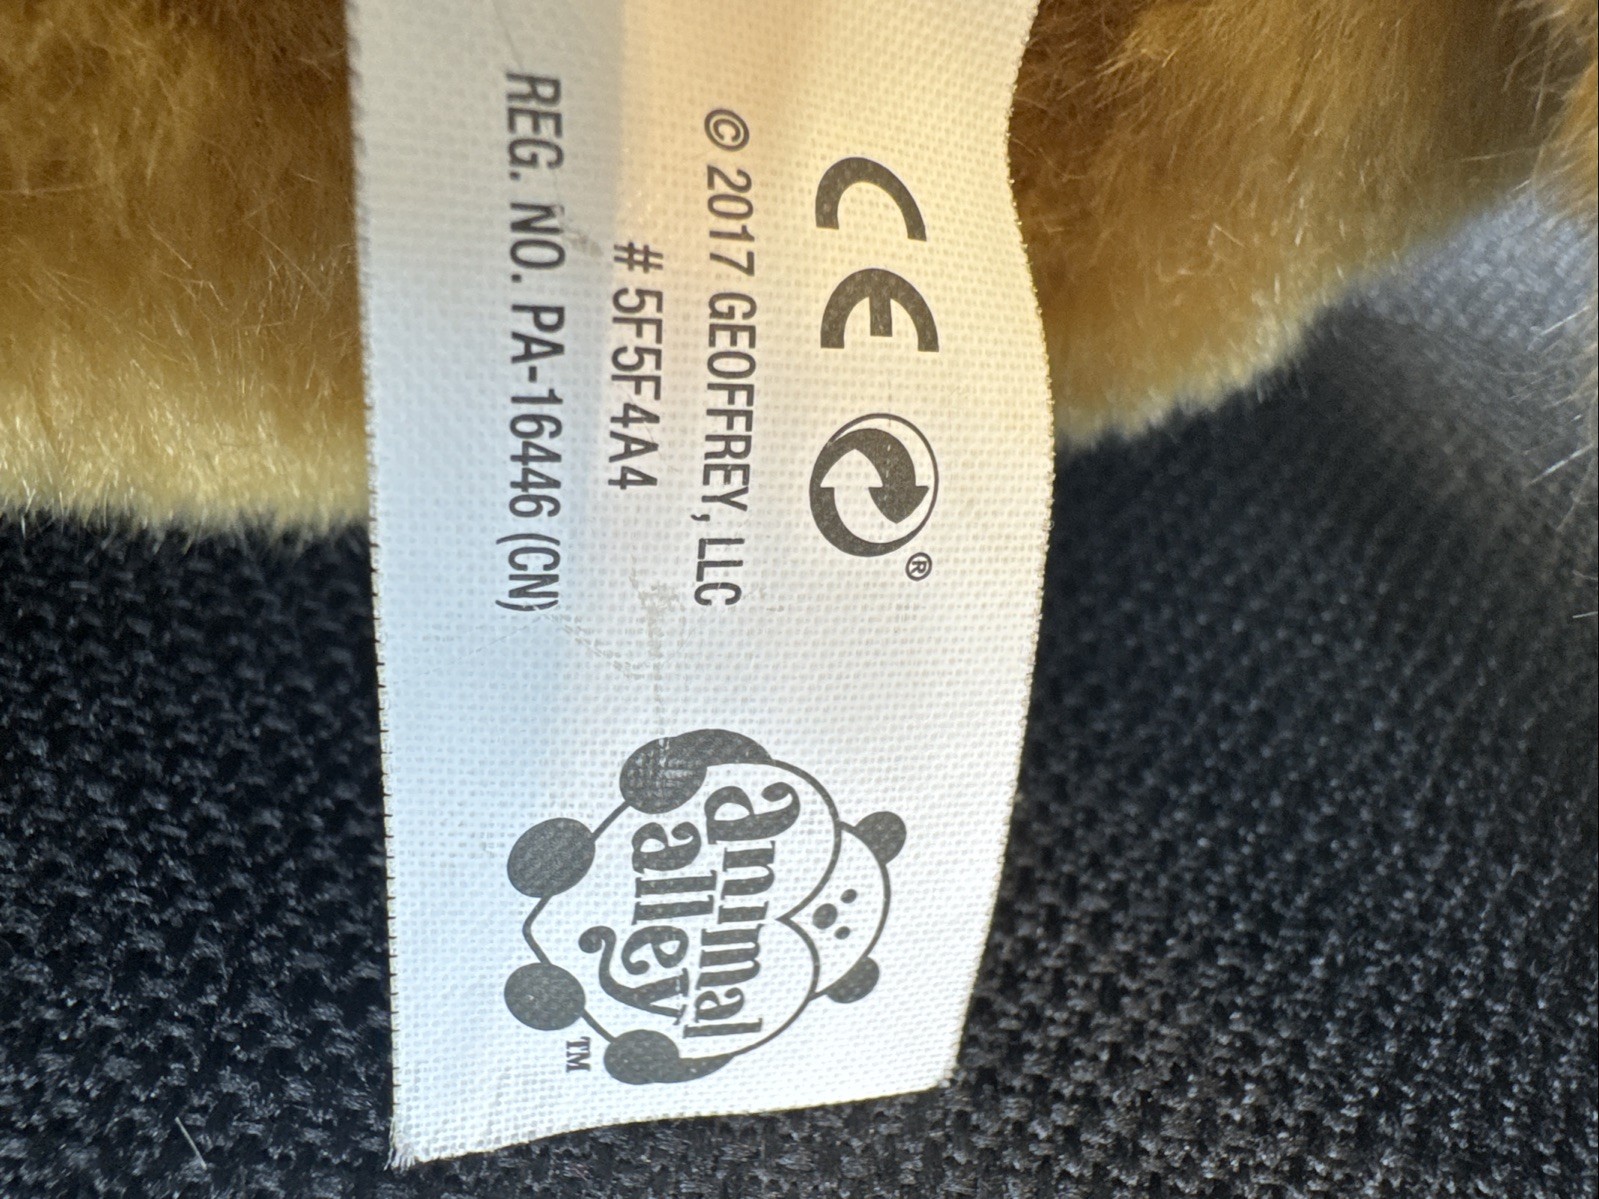 animal
alley
TM
CE ®
© 2017 GEOFFREY, LLC
# 5F5F4A4
REG. NO. PA-16446 (CN)